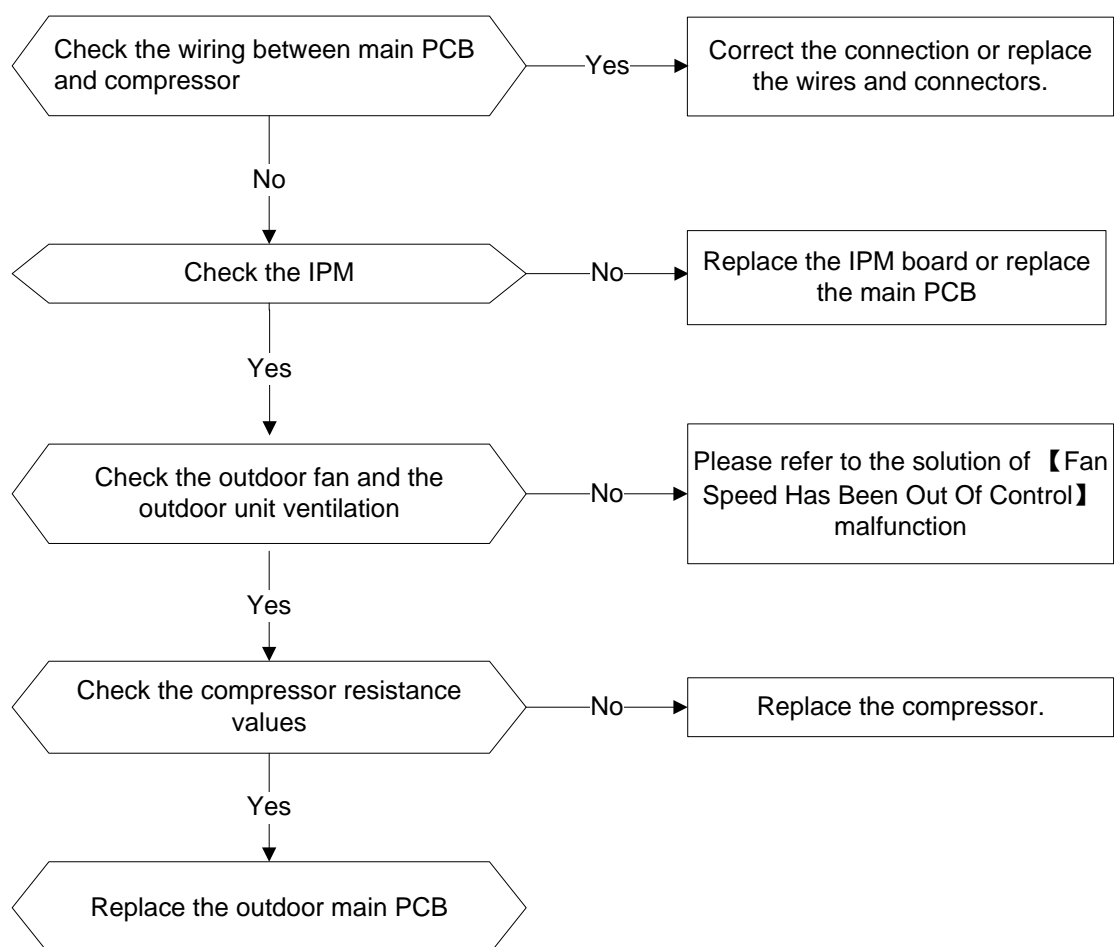 Check the wiring between main PCB
and compressor
Yes
Correct the connection or replace
the wires and connectors.
No
Check the IPM
No
Replace the IPM board or replace
the main PCB
Yes
Check the outdoor fan and the
outdoor unit ventilation
No
Please refer to the solution of 【Fan
Speed Has Been Out Of Control】
malfunction
Yes
Check the compressor resistance
values
No
Replace the compressor.
Yes
Replace the outdoor main PCB